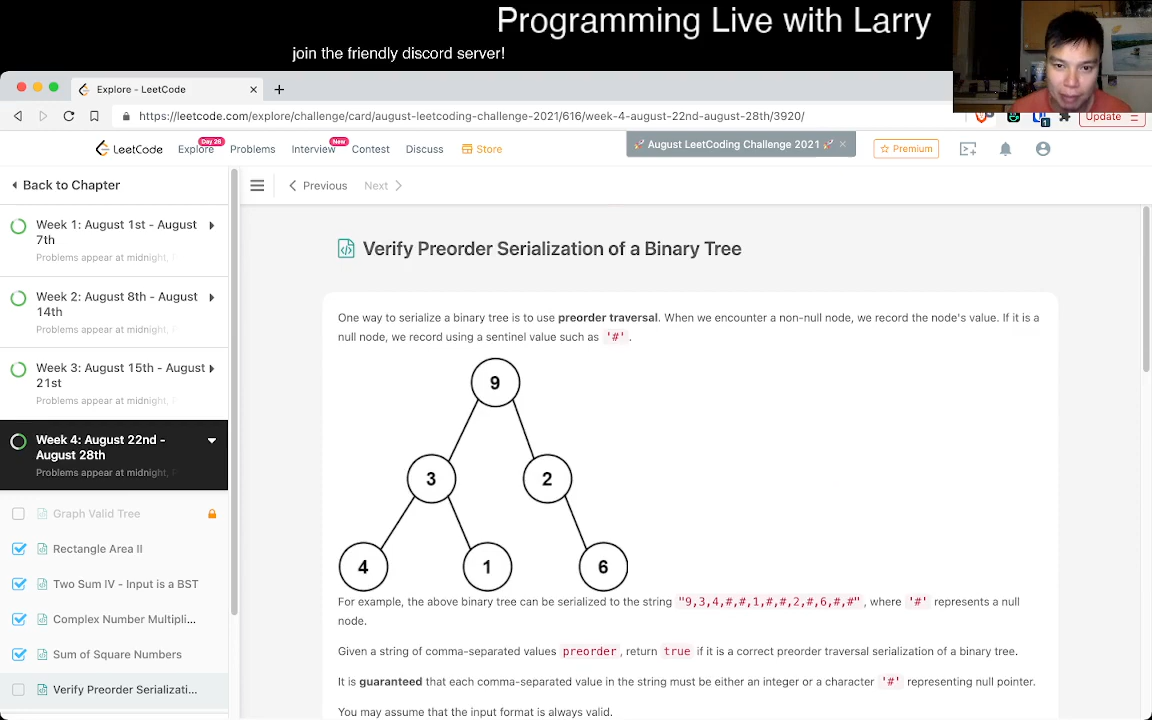 Programming Live with Larry
join the friendly discord server!
Explore - LeetCode
https://leetcode.com/explore/challenge/card/august-leetcoding-challenge-2021/616/week-4-august-22nd-august-28th/3920/
Update
LeetCode
Explore
Day 26
Problems
Interview
New
Contest
Discuss
Store
August LeetCoding Challenge 2021
Premium
Back to Chapter
Previous
Next
Week 1: August 1st - August
7th
Problems appear at midnight,
Week 2: August 8th - August
14th
Problems appear at midnight,
Week 3: August 15th - August
21st
Problems appear at midnight,
Week 4: August 22nd -
August 28th
Problems appear at midnight,
Graph Valid Tree
Rectangle Area II
Two Sum IV - Input is a BST
Complex Number Multipli...
Sum of Square Numbers
Verify Preorder Serializati...
Verify Preorder Serialization of a Binary Tree
One way to serialize a binary tree is to use preorder traversal. When we encounter a non-null node, we record the node's value. If it is a
null node, we record using a sentinel value such as '#'.
9
3
2
4
1
6
For example, the above binary tree can be serialized to the string "9,3,4,#,#,1,#,#,2,#,6,#,#", where '#' represents a null
node.
Given a string of comma-separated values preorder, return true if it is a correct preorder traversal serialization of a binary tree.
It is guaranteed that each comma-separated value in the string must be either an integer or a character '#' representing null pointer.
You may assume that the input format is always valid.